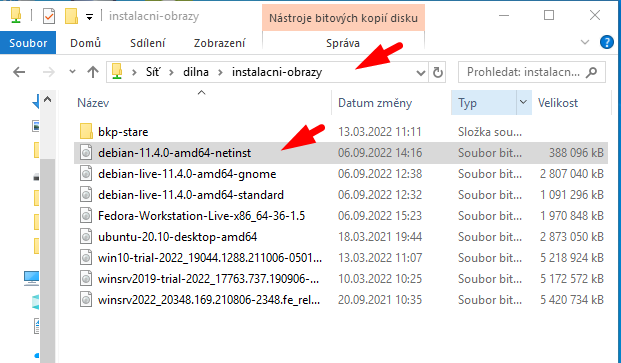 installacni-obrazy
Nástroje bitových kopií disku
Soubor Domů Sdílení Zobrazení Správa
Síť dilna instalacni-obrazy
Prohledat: instalacn...
Název Datum změny Typ Velikost
bkp-stare 13.03.2022 11:11 Složka sou...
debian-11.4.0-amd64-netinst 06.09.2022 14:16 Soubor bit... 388 096 kB
debian-live-11.4.0-amd64-gnome 06.09.2022 12:38 Soubor bit... 2 807 040 kB
debian-live-11.4.0-amd64-standard 06.09.2022 12:32 Soubor bit... 1 091 296 kB
Fedora-Workstation-Live-x86_64-36-1.5 06.09.2022 15:23 Soubor bit... 1 970 848 kB
ubuntu-20.10-desktop-amd64 18.03.2021 19:44 Soubor bit... 2 873 050 kB
win10-trial-2022_19044.1288.211006-0501... 13.03.2022 11:07 Soubor bit... 5 218 924 kB
winsrv2019-trial-2022_17763.737.190906-... 10.03.2022 10:25 Soubor bit... 5 172 572 kB
winsrv2022_20348.169.210806-2348.fe_rel... 20.09.2021 10:35 Soubor bit... 5 420 734 kB